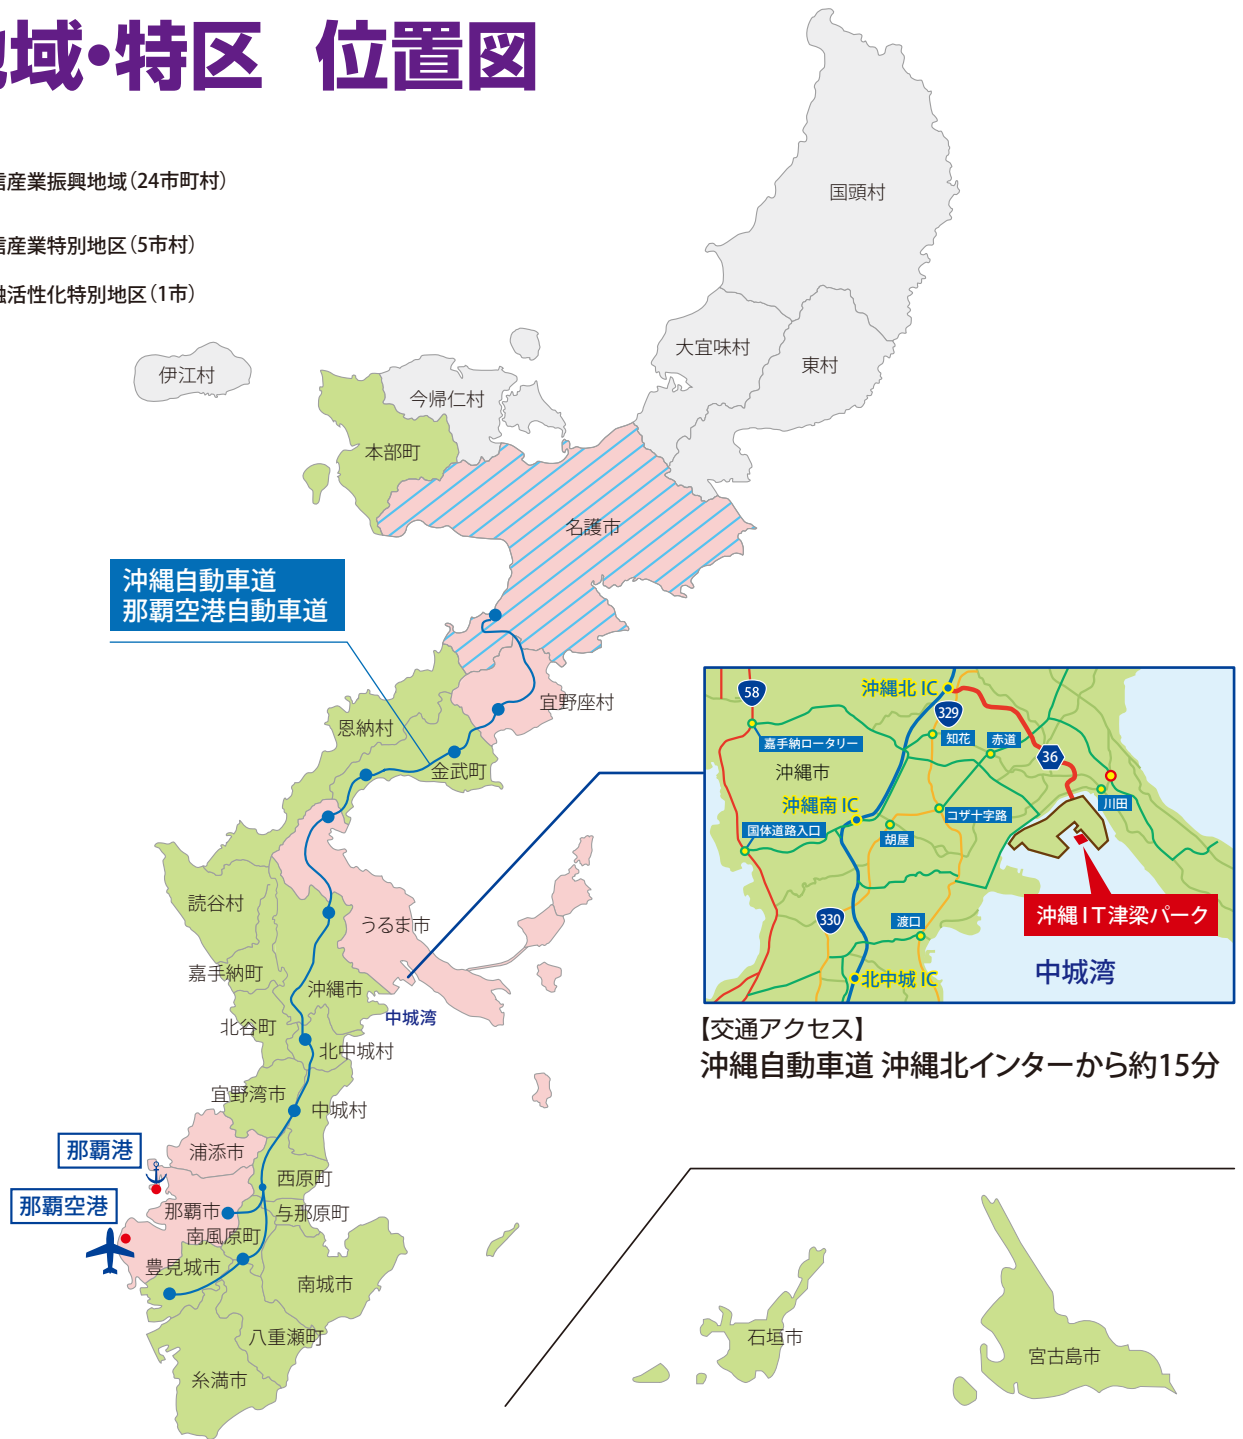 域・特区 位置図
信産業振興地域（24市町村）
信産業特別地区（5市村）
融活性化特別地区（1市）
国頭村
大宜味村
東村
伊江村
今帰仁村
本部町
名護市
沖縄自動車道
那覇空港自動車道
宜野座村
恩納村
金武町
読谷村
うるま市
嘉手納町
沖縄市
中城湾
北谷町
北中城村
宜野湾市
中城村
浦添市
那覇港
西原町
那覇空港
那覇市
与那原町
南風原町
豊見城市
南城市
八重瀬町
糸満市
58
沖縄北 IC
329
嘉手納ロータリー
知花
赤道
36
沖縄市
川田
沖縄南 IC
コザ十字路
国体道路入口
胡屋
330
渡口
沖縄IT津梁パーク
北中城 IC
中城湾
【交通アクセス】
沖縄自動車道 沖縄北インターから約15分
石垣市
宮古島市